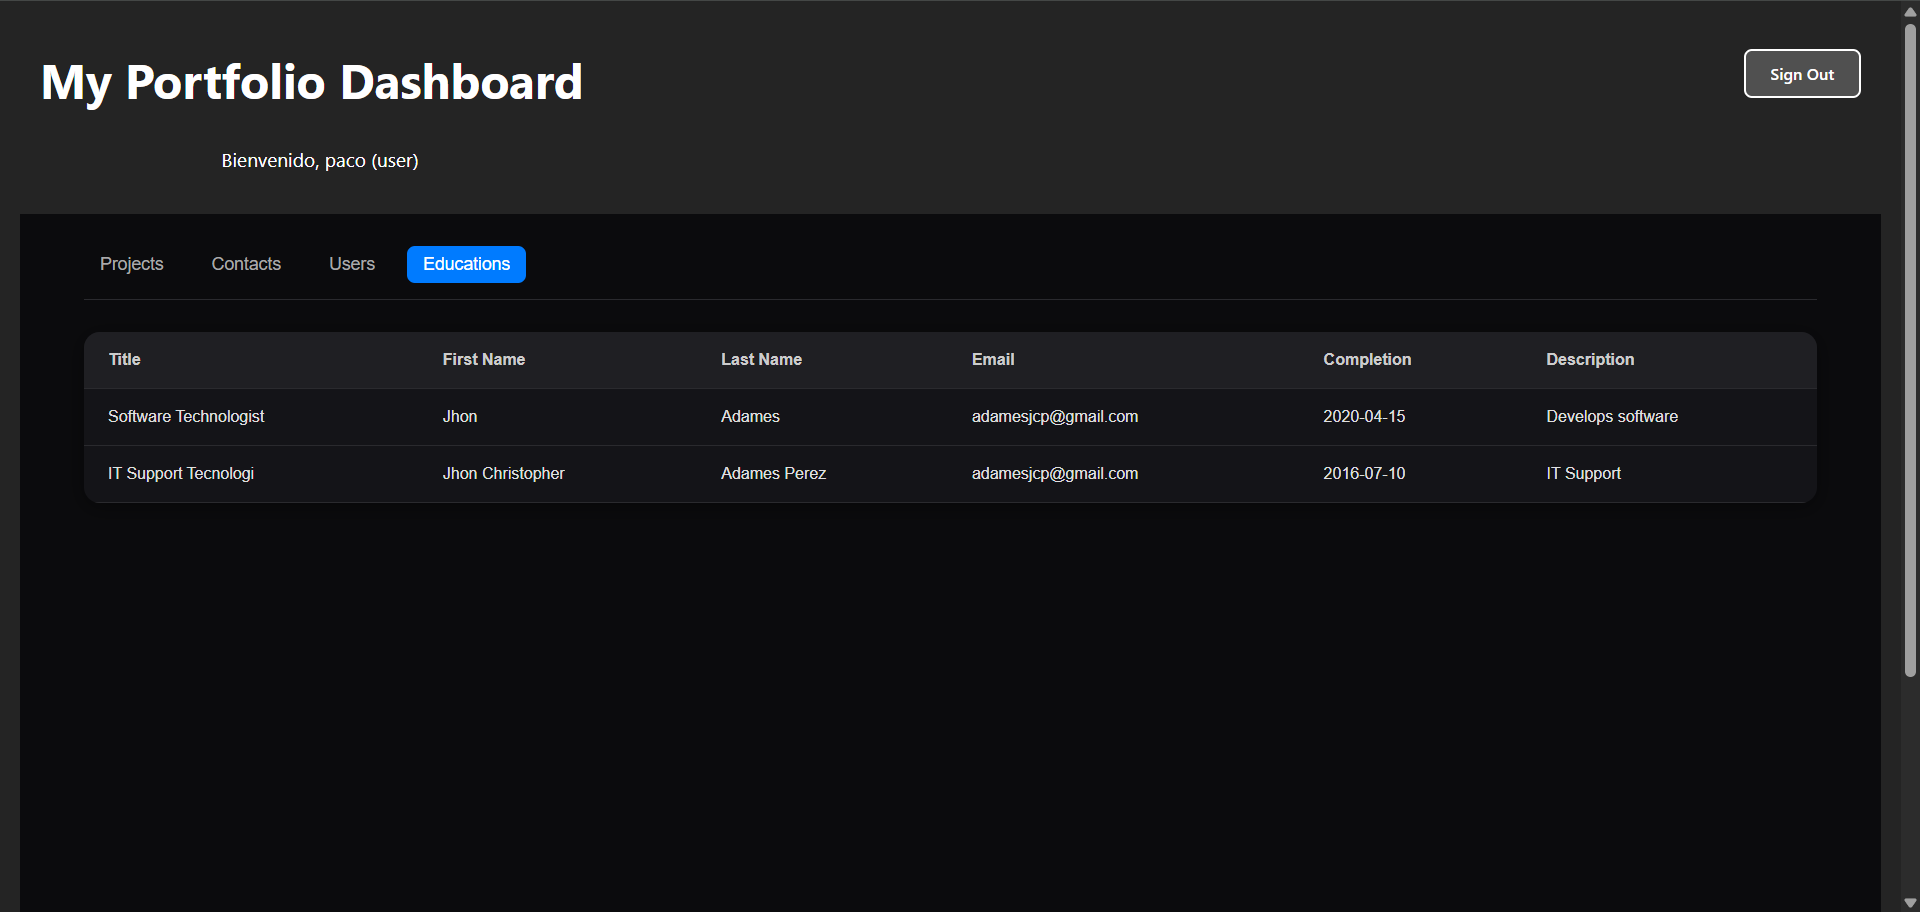 My Portfolio Dashboard
Sign Out
Bienvenido, paco (user)
Projects Contacts Users Educations
Title First Name Last Name Email Completion Description
Software Technologist Jhon Adames adamesjcp@gmail.com 2020-04-15 Develops software
IT Support Tecnologi Jhon Christopher Adames Perez adamesjcp@gmail.com 2016-07-10 IT Support